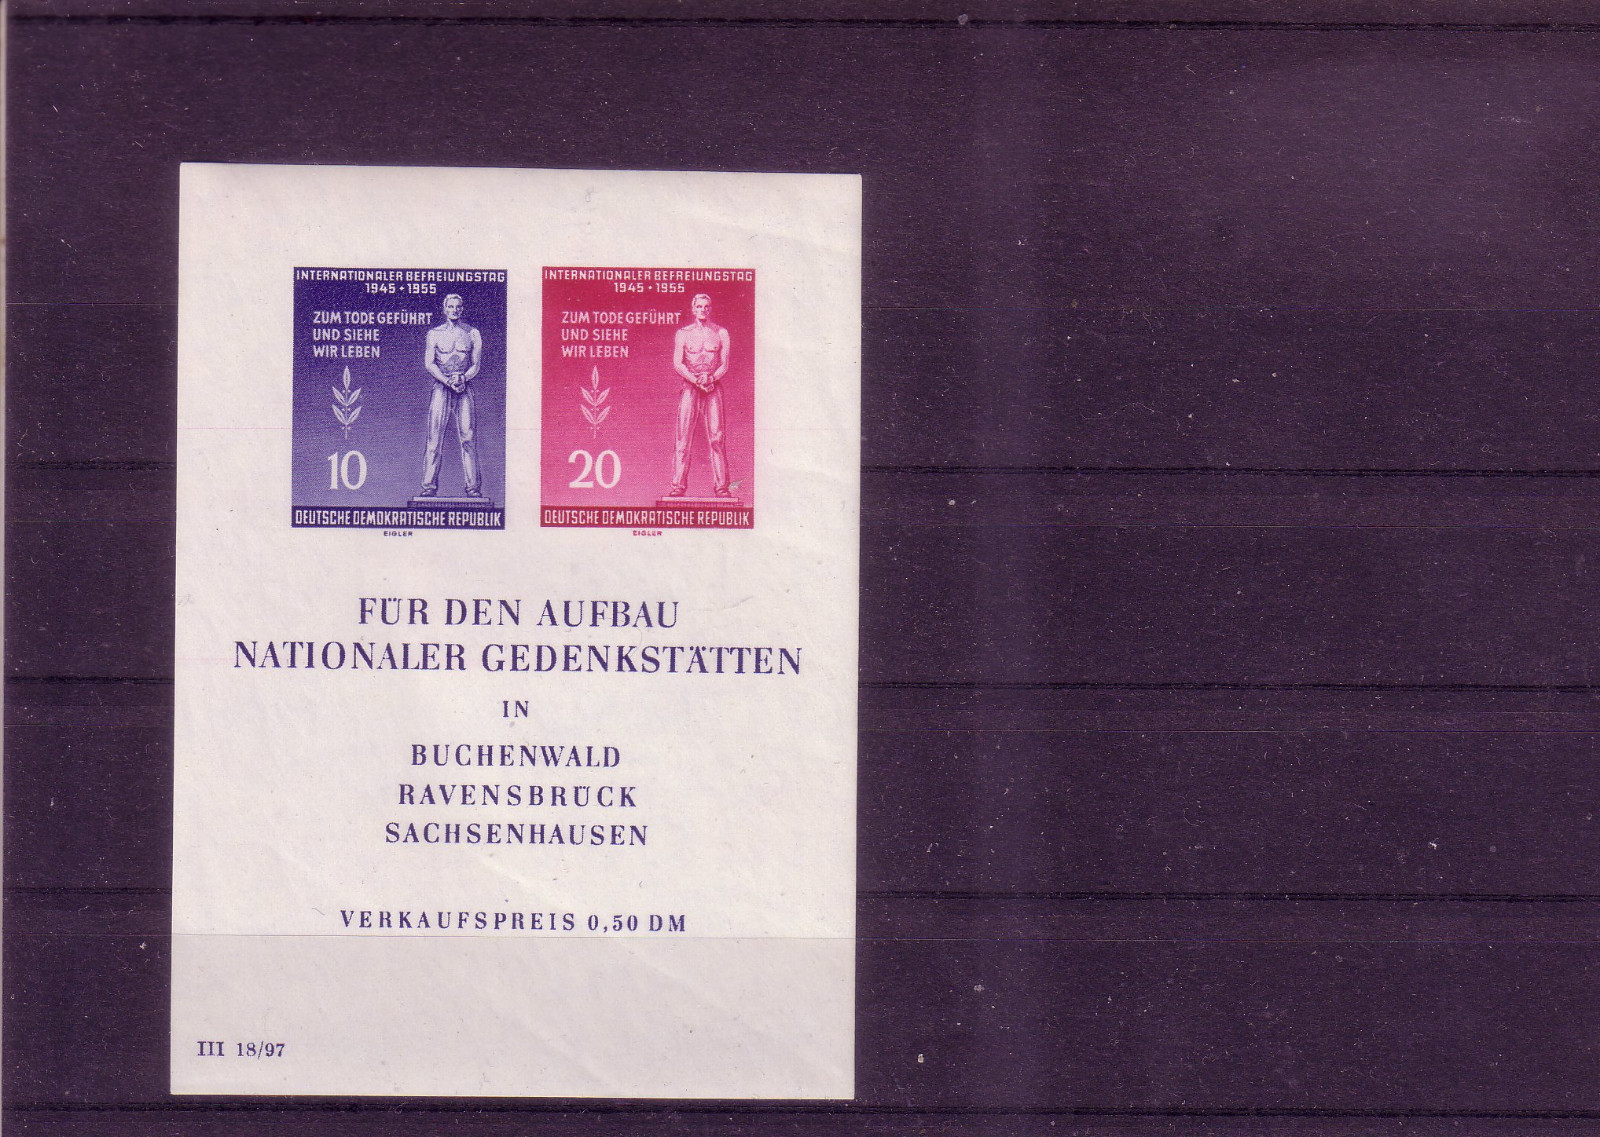 INTERNATIONALER BEFREIUNGSTAG
1945 • 1955
ZUM TODE GEFÜHRT
UND SIEHE
WIR LEBEN
10
DEUTSCHE DEMOKRATISCHE REPUBLIK
EIGLER
INTERNATIONALER BEFREIUNGSTAG
1945 • 1955
ZUM TODE GEFÜHRT
UND SIEHE
WIR LEBEN
20
DEUTSCHE DEMOKRATISCHE REPUBLIK
EIGLER
FÜR DEN AUFBAU
NATIONALER GEDENKSTÄTTEN
IN
BUCHENWALD
RAVENSBRÜCK
SACHSENHAUSEN
VERKAUFSPREIS 0,50 DM
III 18/97